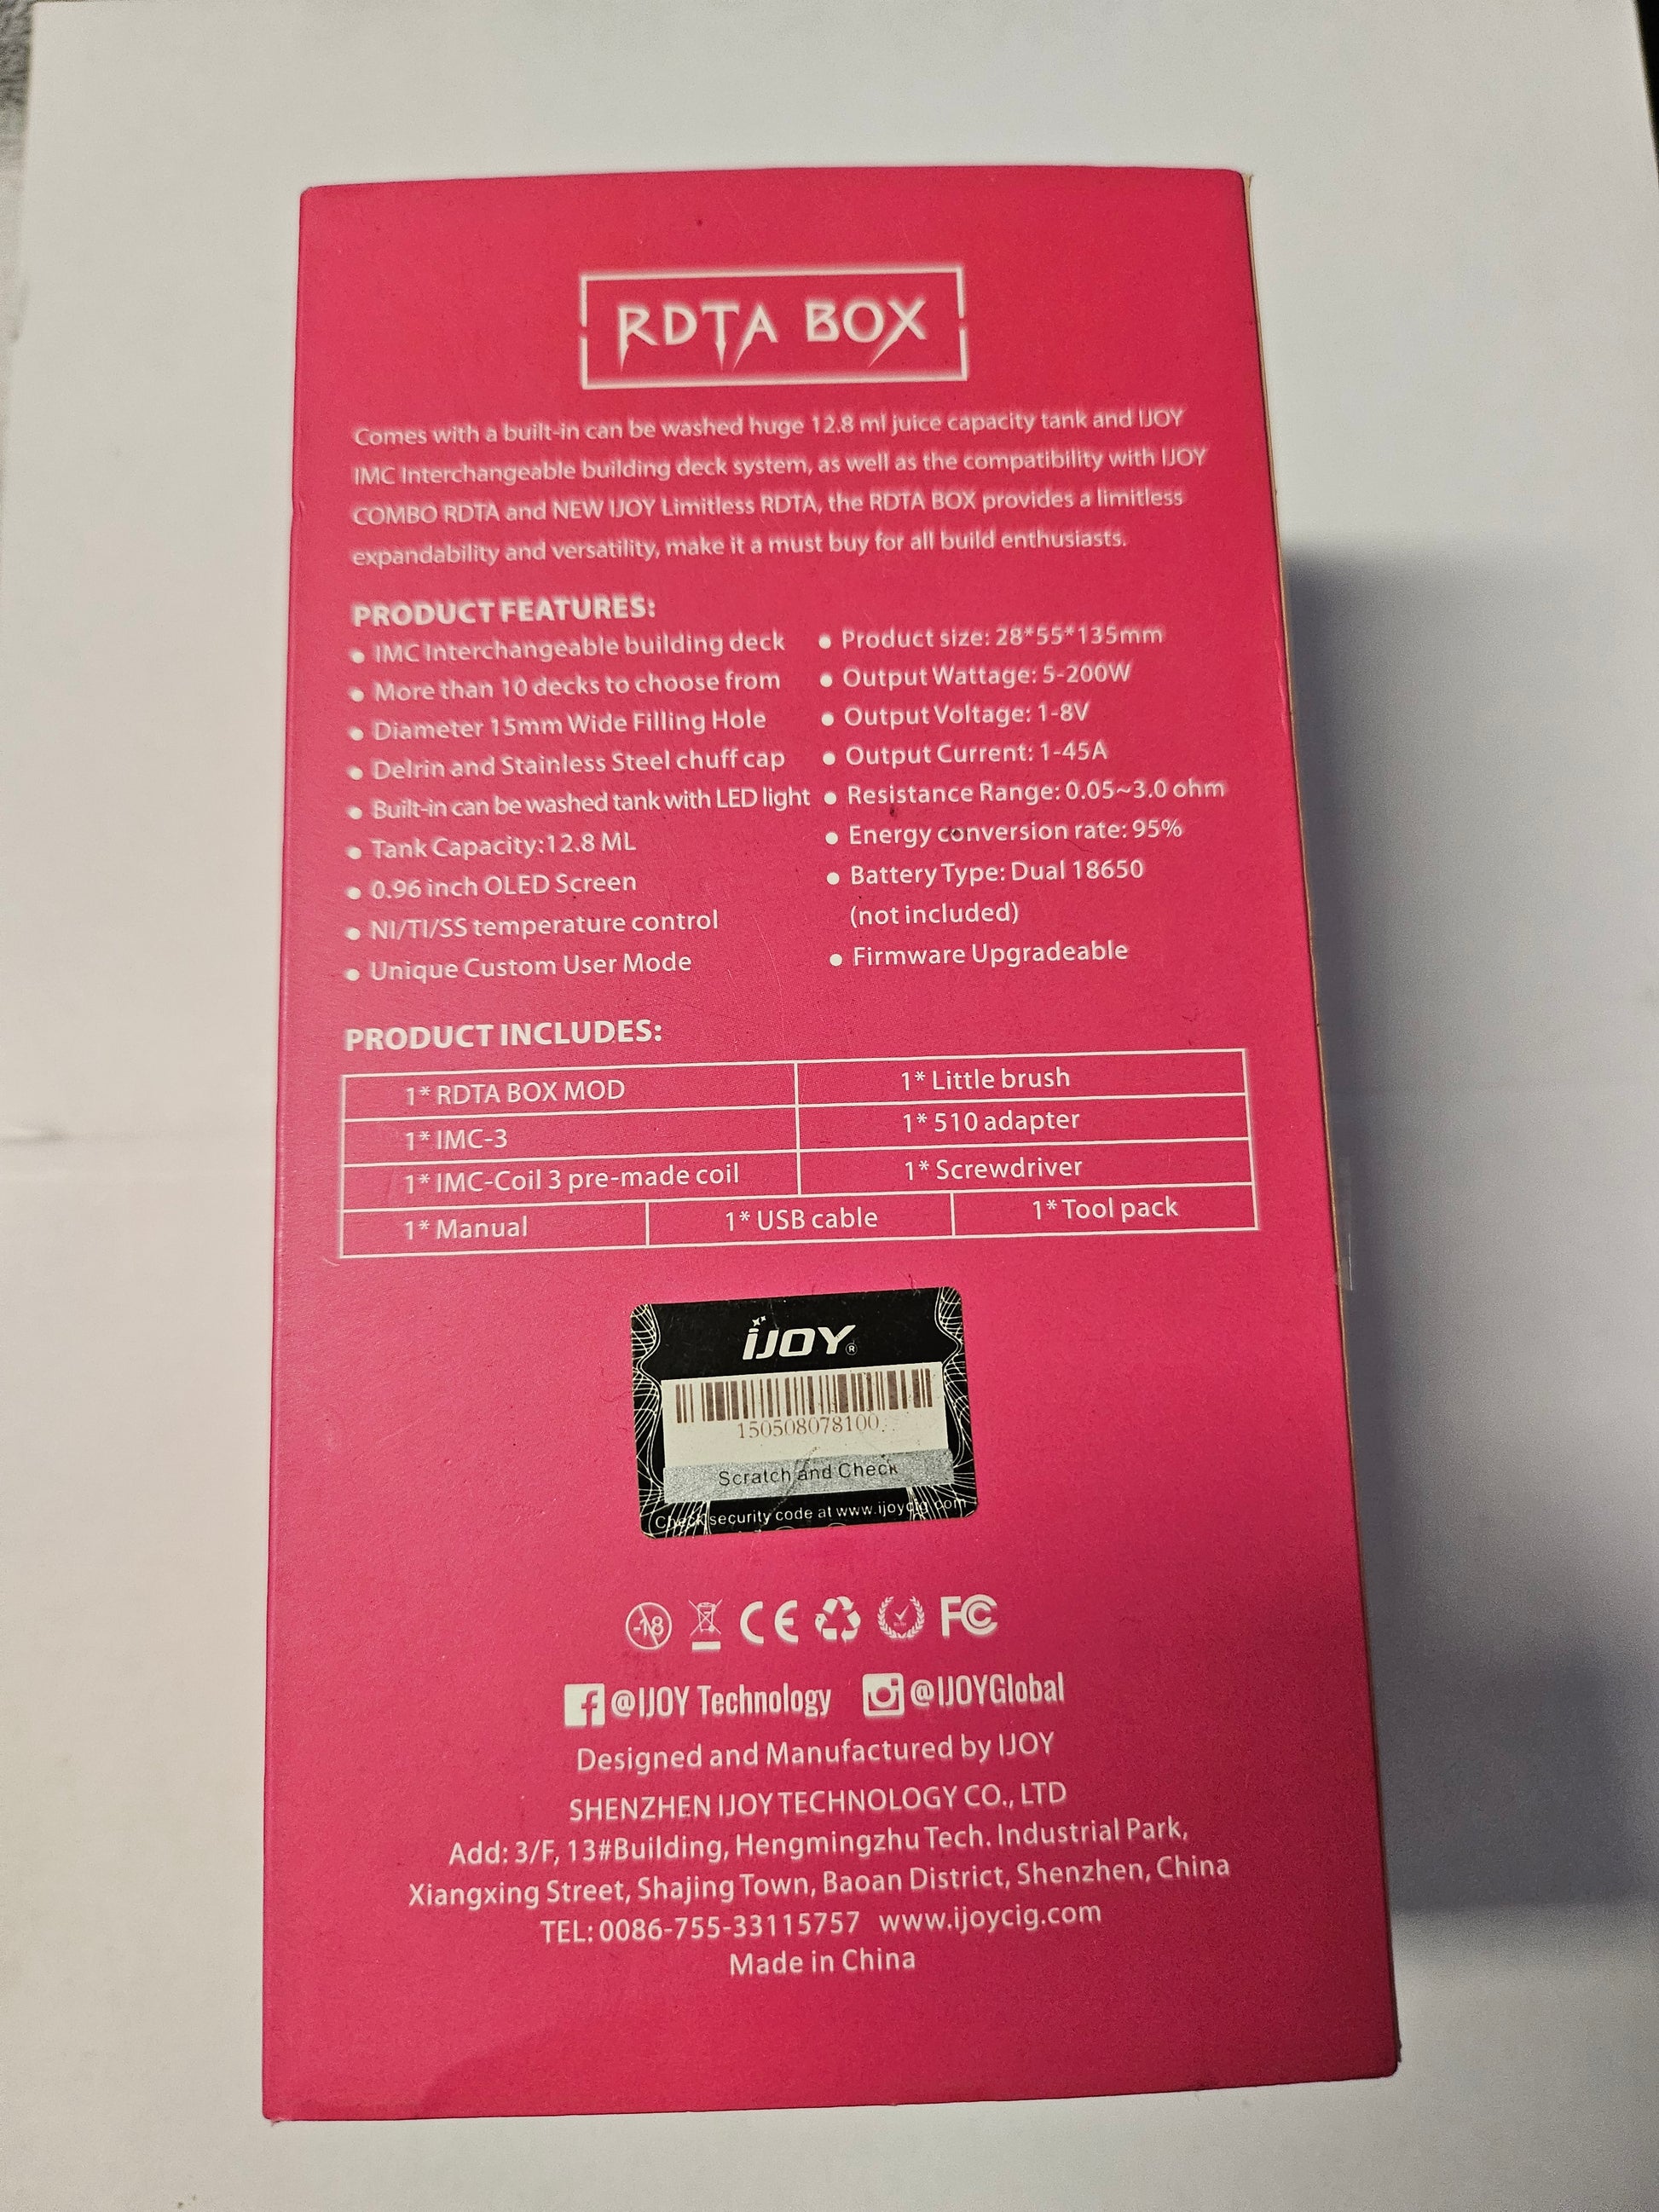 RDTA BOX
Comes with a built-in can be washed huge 12.8 ml juice capacity tank and IJOY
IMC Interchangeable building deck system, as well as the compatibility with IJOY
COMBO RDTA and NEW IJOY Limitless RDTA, the RDTA BOX provides a limitless
expandability and versatility, make it a must buy for all build enthusiasts.
PRODUCT FEATURES:
• IMC Interchangeable building deck
• More than 10 decks to choose from
• Diameter 15mm Wide Filling Hole
• Delrin and Stainless Steel chuff cap
• Built-in can be washed tank with LED light
• Tank Capacity:12.8 ML
• 0.96 inch OLED Screen
• NI/TI/SS temperature control
• Unique Custom User Mode
• Product size: 28*55*135mm
• Output Wattage: 5-200W
• Output Voltage: 1-8V
• Output Current: 1-45A
• Resistance Range: 0.05~3.0 ohm
• Energy conversion rate: 95%
• Battery Type: Dual 18650
(not included)
• Firmware Upgradeable
PRODUCT INCLUDES:
1* RDTA BOX MOD
1* Little brush
1* IMC-3
1* 510 adapter
1* IMC-Coil 3 pre-made coil
1* Screwdriver
1* Manual
1* USB cable
1* Tool pack
iJOY®
150508078100
Scratch and Check
Check security code at www.ijoycig.com
-18
CE
FC
@IJOY Technology
@IJOYGlobal
Designed and Manufactured by IJOY
SHENZHEN IJOY TECHNOLOGY CO., LTD
Add: 3/F, 13#Building, Hengmingzhu Tech. Industrial Park,
Xiangxing Street, Shajing Town, Baoan District, Shenzhen, China
TEL: 0086-755-33115757 www.ijoycig.com
Made in China